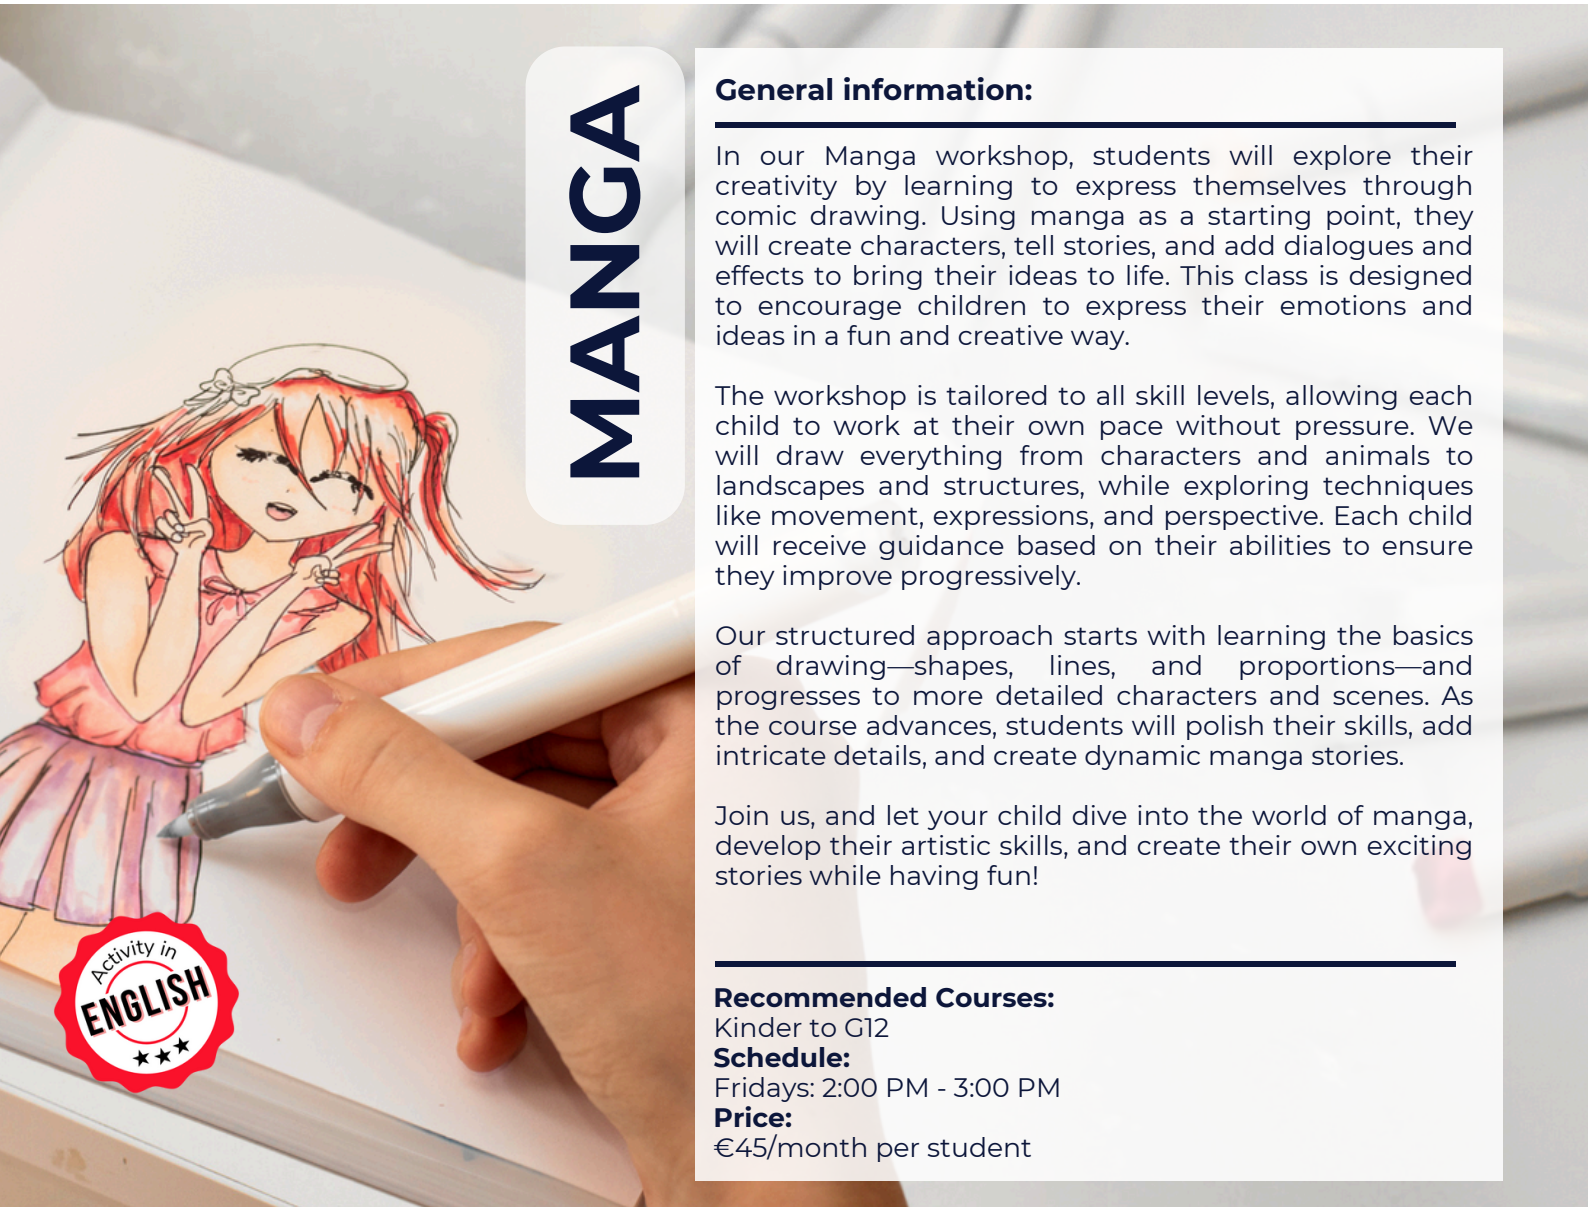 MANGA
General information:
In our Manga workshop, students will explore their
creativity by learning to express themselves through
comic drawing. Using manga as a starting point, they
will create characters, tell stories, and add dialogues and
effects to bring their ideas to life. This class is designed
to encourage children to express their emotions and
ideas in a fun and creative way.
The workshop is tailored to all skill levels, allowing each
child to work at their own pace without pressure. We
will draw everything from characters and animals to
landscapes and structures, while exploring techniques
like movement, expressions, and perspective. Each child
will receive guidance based on their abilities to ensure
they improve progressively.
Our structured approach starts with learning the basics
of drawing—shapes, lines, and proportions—and
progresses to more detailed characters and scenes. As
the course advances, students will polish their skills, add
intricate details, and create dynamic manga stories.
Join us, and let your child dive into the world of manga,
develop their artistic skills, and create their own exciting
stories while having fun!
Recommended Courses:
Kinder to G12
Schedule:
Fridays: 2:00 PM - 3:00 PM
Price:
€45/month per student
Activity in
ENGLISH